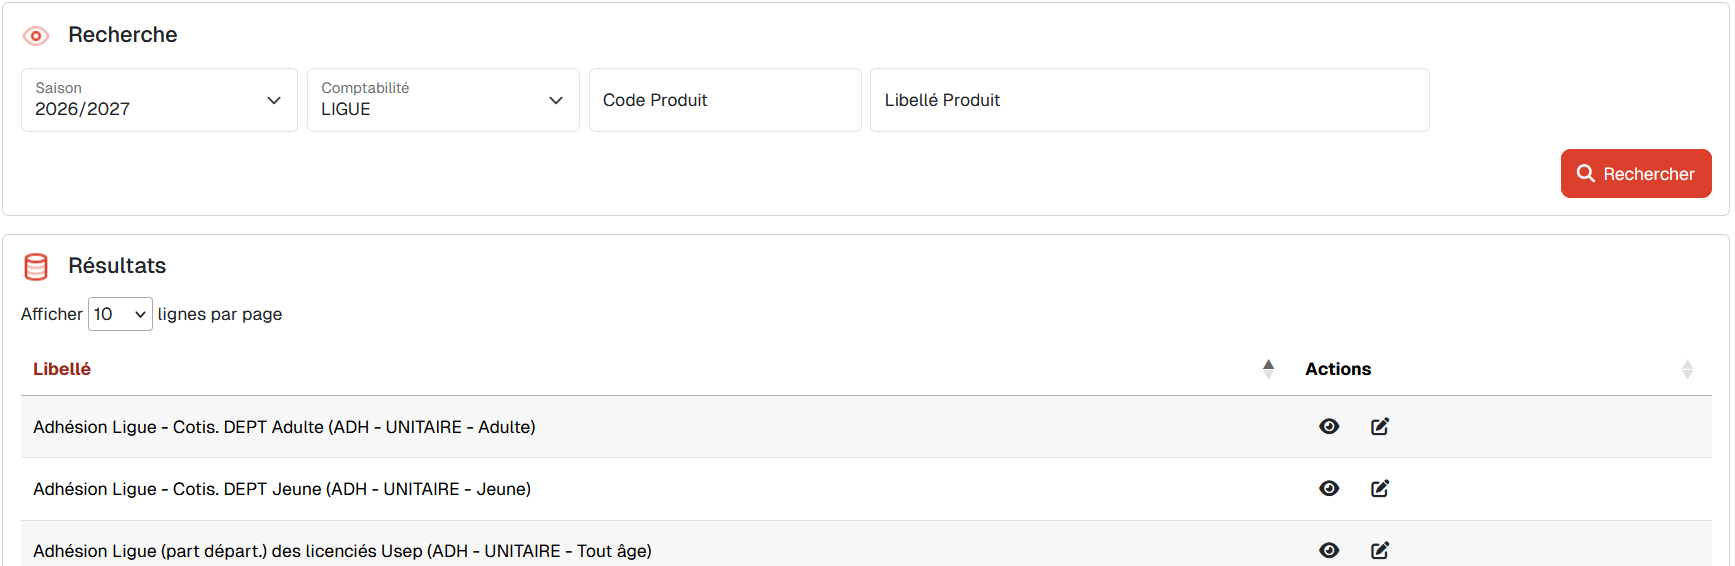 Recherche
Saison
2026/2027
Comptabilité
LIGUE
Code Produit
Libellé Produit
Rechercher
Résultats
Afficher 10 lignes par page
Libellé Actions
Adhésion Ligue - Cotis. DEPT Adulte (ADH - UNITAIRE - Adulte)
Adhésion Ligue - Cotis. DEPT Jeune (ADH - UNITAIRE - Jeune)
Adhésion Ligue (part départ.) des licenciés Usep (ADH - UNITAIRE - Tout âge)